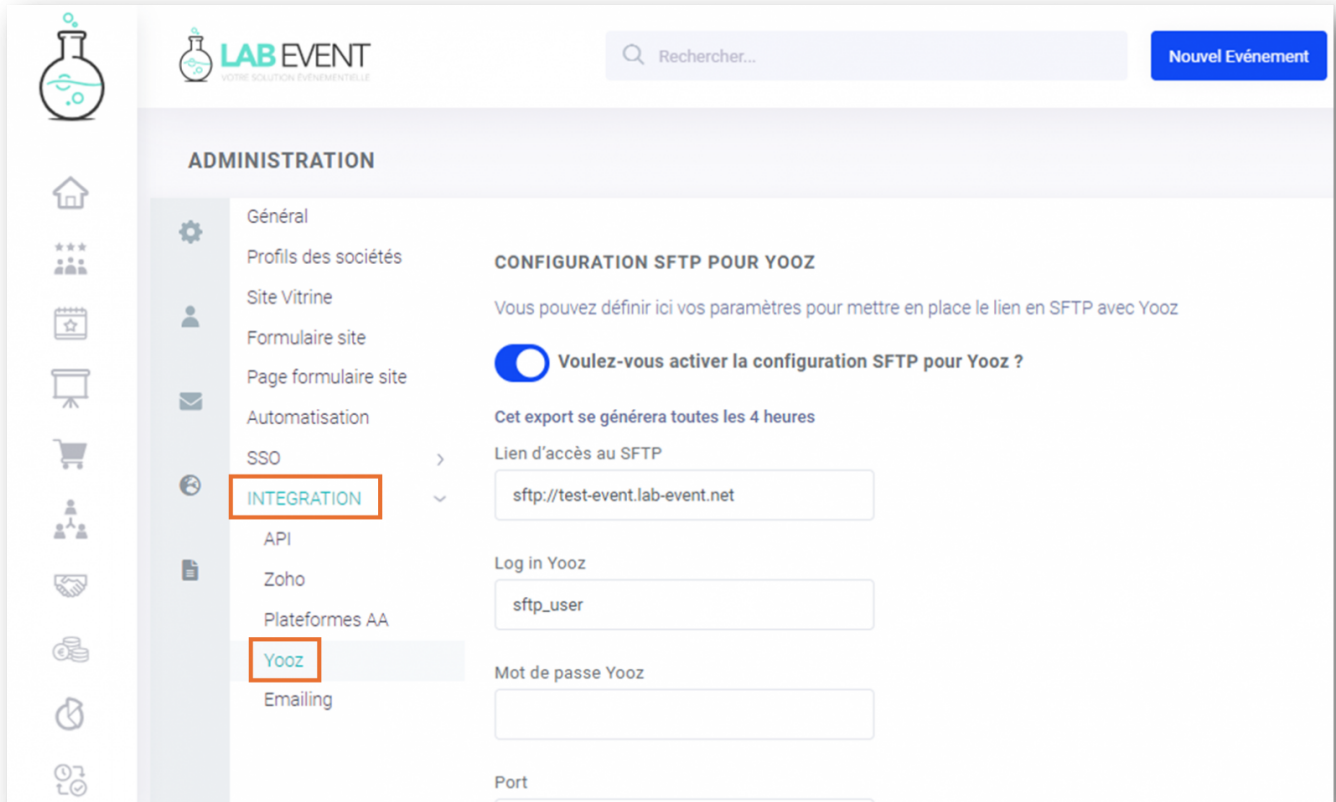 LAB EVENT
VOTRE SOLUTION ÉVÉNEMENTIELLE
Rechercher...
Nouvel Evénement
ADMINISTRATION
Général
Profils des sociétés
Site Vitrine
Formulaire site
Page formulaire site
Automatisation
SSO
INTEGRATION
API
Zoho
Plateformes AA
Yooz
Emailing
CONFIGURATION SFTP POUR YOOZ
Vous pouvez définir ici vos paramètres pour mettre en place le lien en SFTP avec Yooz
Voulez-vous activer la configuration SFTP pour Yooz ?
Cet export se générera toutes les 4 heures
Lien d'accès au SFTP
sftp://test-event.lab-event.net
Log in Yooz
sftp_user
Mot de passe Yooz
Port